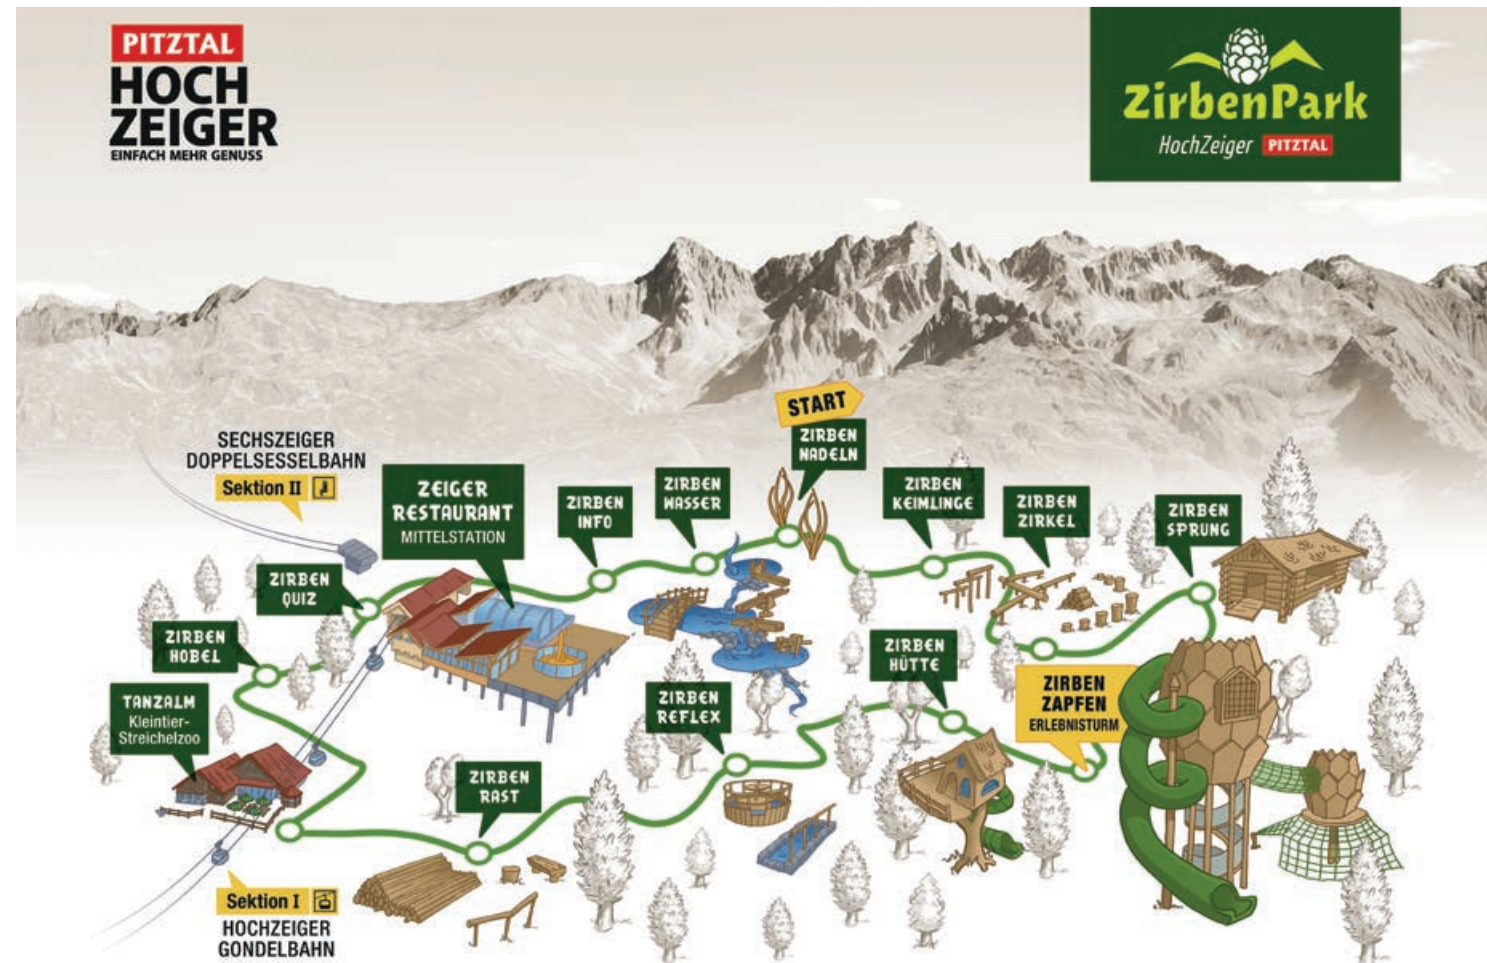 PITZTAL
HOCH
ZEIGER
EINFACH MEHR GENUSS
ZirbenPark
HochZeiger PITZTAL
START
ZIRBEN
NADELN
SECHSZEIGER
DOPPELSESSELBAHN
Sektion II
ZEIGER
RESTAURANT
MITTELSTATION
ZIRBEN
INFO
ZIRBEN
WASSER
ZIRBEN
KEIMLINGE
ZIRBEN
ZIRKEL
ZIRBEN
SPRUNG
ZIRBEN
QUIZ
ZIRBEN
HOBEL
TANZALM
Kleintier-
Streichelzoo
ZIRBEN
REFLEX
ZIRBEN
HÜTTE
ZIRBEN
ZAPFEN
ERLEBNISTURM
ZIRBEN
RAST
Sektion I
HOCHZEIGER
GONDELBAHN